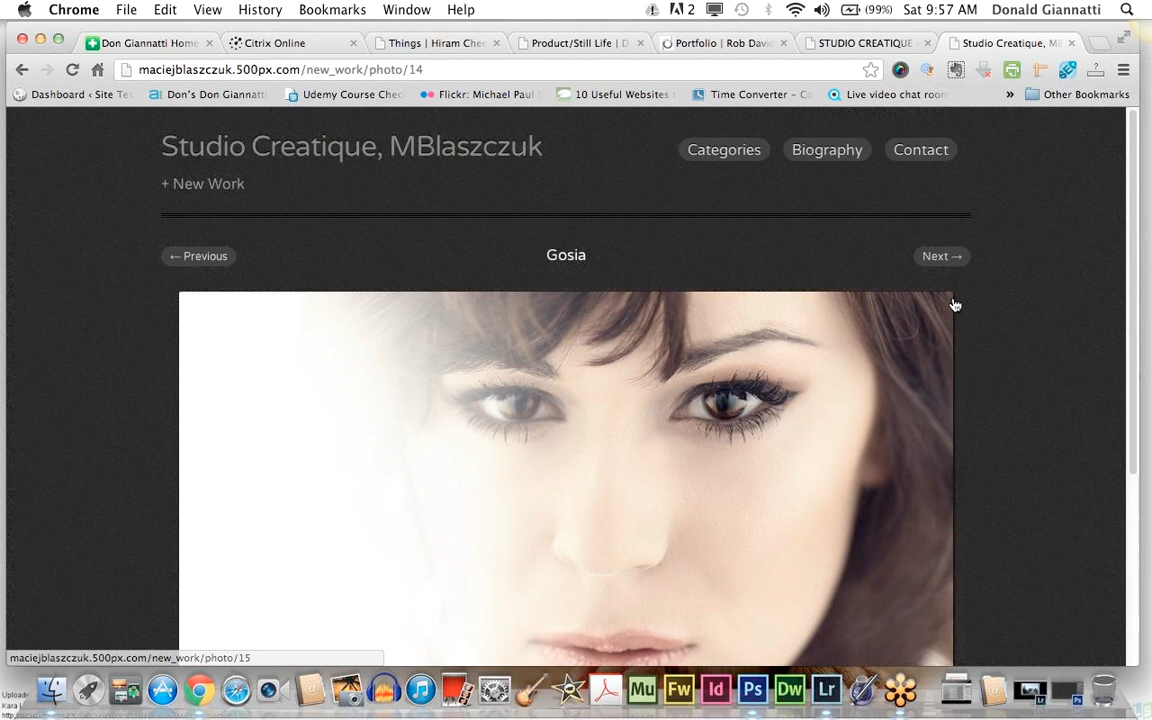 Chrome File Edit View History Bookmarks Window Help 2 (99%) Sat 9:57 AM Donald Giannatti
Don Giannatti Home Citrix Online Things | Hiram Che Product/Still Life | D Portfolio | Rob David STUDIO CREATIQUE Studio Creatique, M
maciejblaszczuk.500px.com/new_work/photo/14
Dashboard ‹ Site Te Don's Don Giannatti Udemy Course Chec Flickr: Michael Paul S 10 Useful Websites Time Converter - Co Live video chat room » Other Bookmarks
Studio Creatique, MBlaszczuk Categories Biography Contact
+ New Work
← Previous Gosia Next →
maciejblaszczuk.500px.com/new_work/photo/15
Mu Fw Id Ps Dw Lr